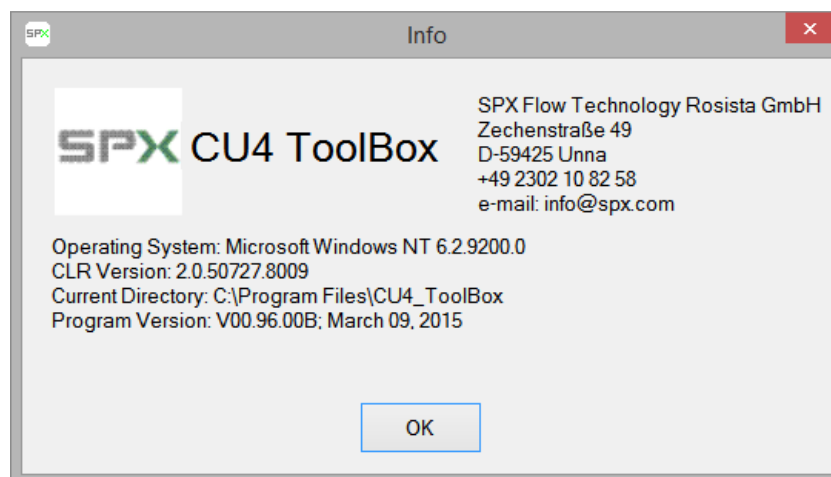 SPX
Info
SPX
CU4 ToolBox
SPX Flow Technology Rosista GmbH
Zechenstraße 49
D-59425 Unna
+49 2302 10 82 58
e-mail: info@spx.com
Operating System: Microsoft Windows NT 6.2.9200.0
CLR Version: 2.0.50727.8009
Current Directory: C:\Program Files\CU4_ToolBox
Program Version: V00.96.00B; March 09, 2015
OK